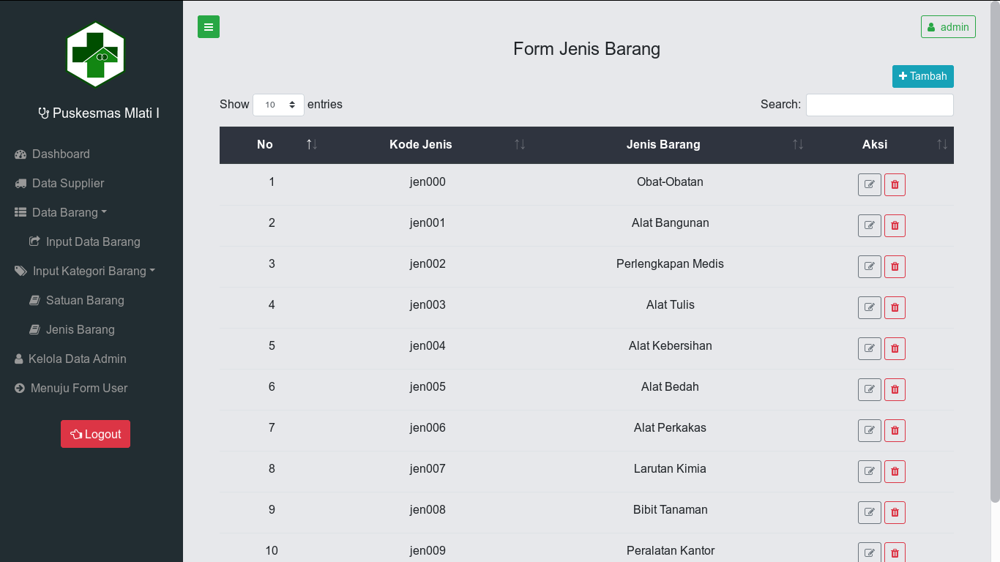 Puskesmas Mlati I
Dashboard
Data Supplier
Data Barang
Input Data Barang
Input Kategori Barang
Satuan Barang
Jenis Barang
Kelola Data Admin
Menuju Form User
Logout
admin
Form Jenis Barang
Tambah
Show 10 entries Search:
No Kode Jenis Jenis Barang Aksi
1 jen000 Obat-Obatan
2 jen001 Alat Bangunan
3 jen002 Perlengkapan Medis
4 jen003 Alat Tulis
5 jen004 Alat Kebersihan
6 jen005 Alat Bedah
7 jen006 Alat Perkakas
8 jen007 Larutan Kimia
9 jen008 Bibit Tanaman
10 jen009 Peralatan Kantor